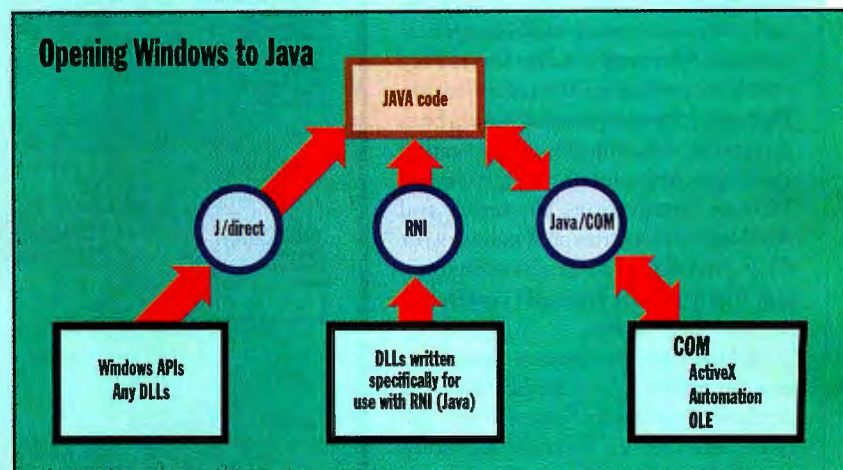 Opening Windows to Java
JAVA code
J/direct
RNI
Java/COM
Windows APIs
Any DLLs
DLLs written
specifically for
use with RNI (Java)
COM
ActiveX
Automation
OLE